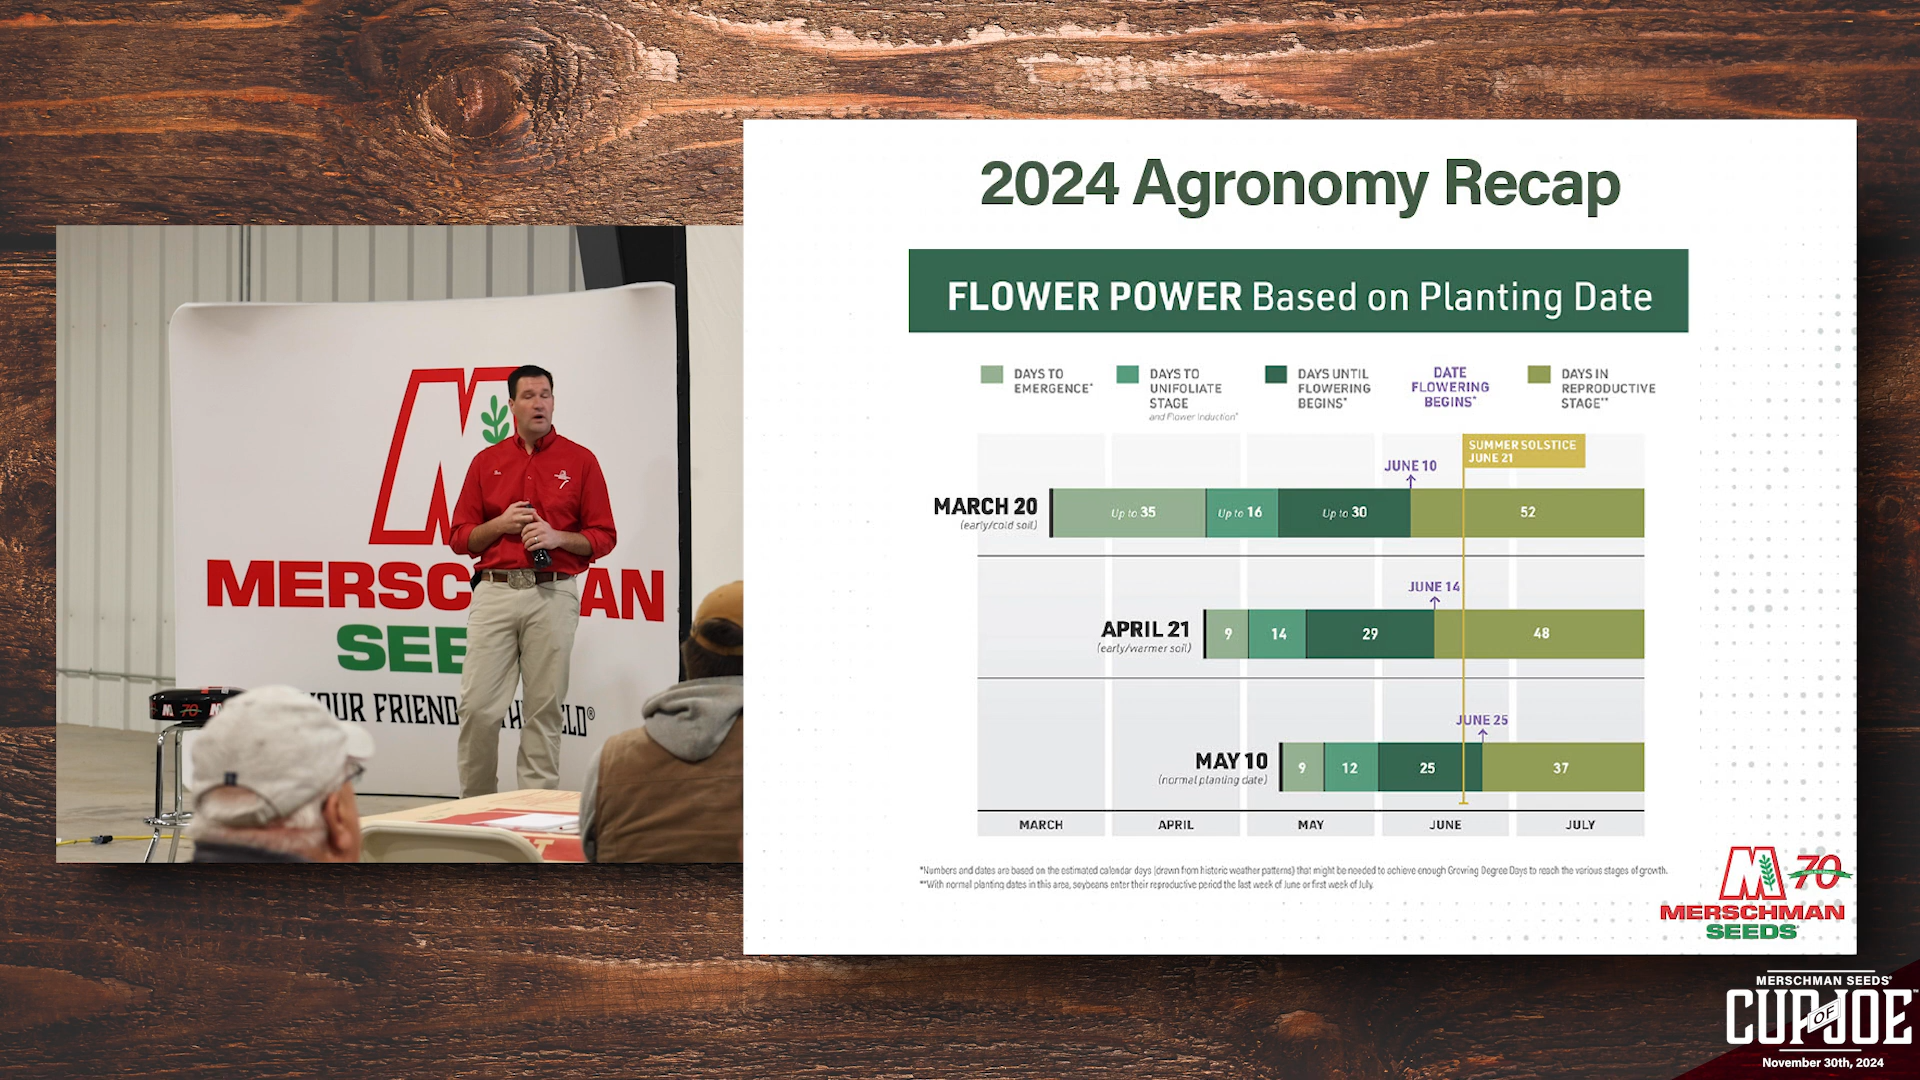 2024 Agronomy Recap
FLOWER POWER Based on Planting Date
DAYS TO
EMERGENCE*
DAYS TO
UNIFOLIATE
STAGE
and Flower Induction*
DAYS UNTIL
FLOWERING
BEGINS*
DATE
FLOWERING
BEGINS*
DAYS IN
REPRODUCTIVE
STAGE**
SUMMER SOLSTICE
JUNE 21
JUNE 10
MARCH 20
(early/cold soil)
Up to 35
Up to 16
Up to 30
52
JUNE 14
APRIL 21
(early/warmer soil)
9
14
29
48
JUNE 25
MAY 10
(normal planting date)
9
12
25
37
MARCH
APRIL
MAY
JUNE
JULY
*Numbers and dates are based on the estimated calendar days (drawn from historic weather patterns) that might be needed to achieve enough Growing Degree Days to reach the various stages of growth.
**With normal planting dates in this area, soybeans enter their reproductive period the last week of June or first week of July.
M 70
MERSCHMAN
SEEDS
M
MERSC AN
SEE
OUR FRIEND ELD®
M 70 M
MERSCHMAN SEEDS'
CUP OF JOE™
November 30th, 2024